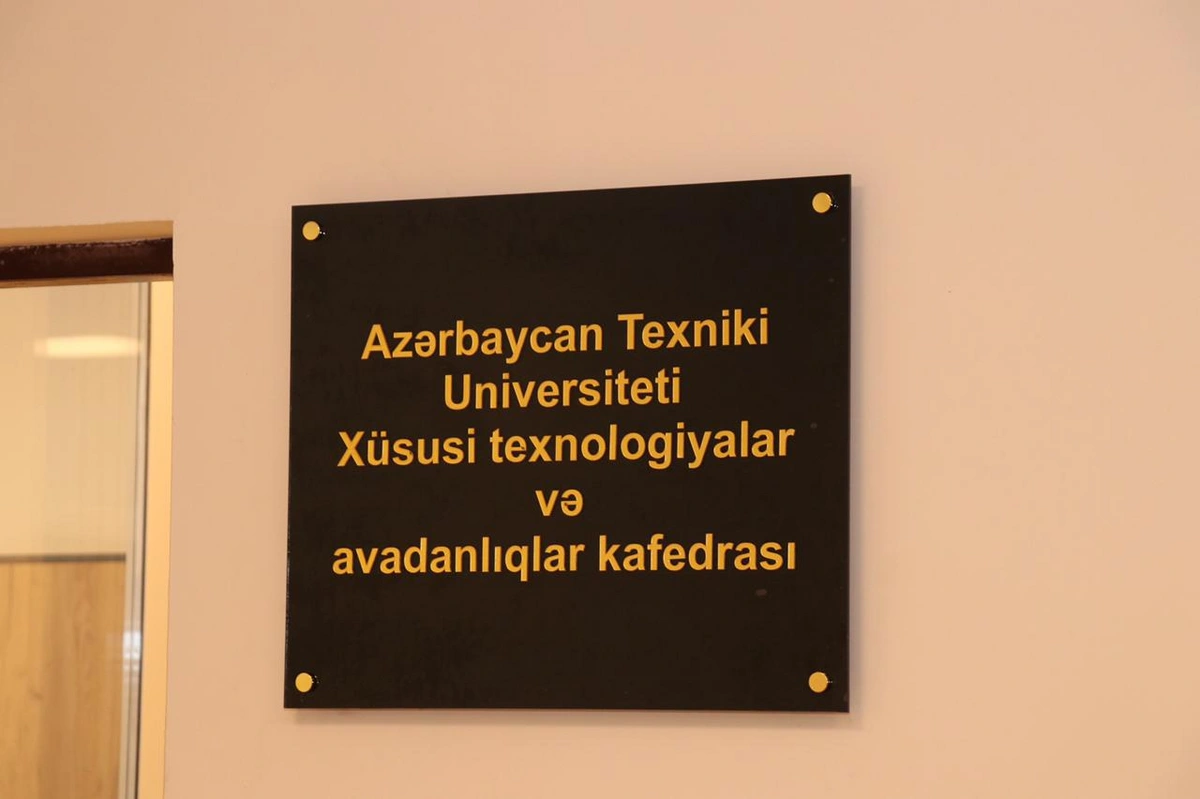 Azərbaycan Texniki
Universiteti
Xüsusi texnologiyalar
və
avadanlıqlar kafedrası